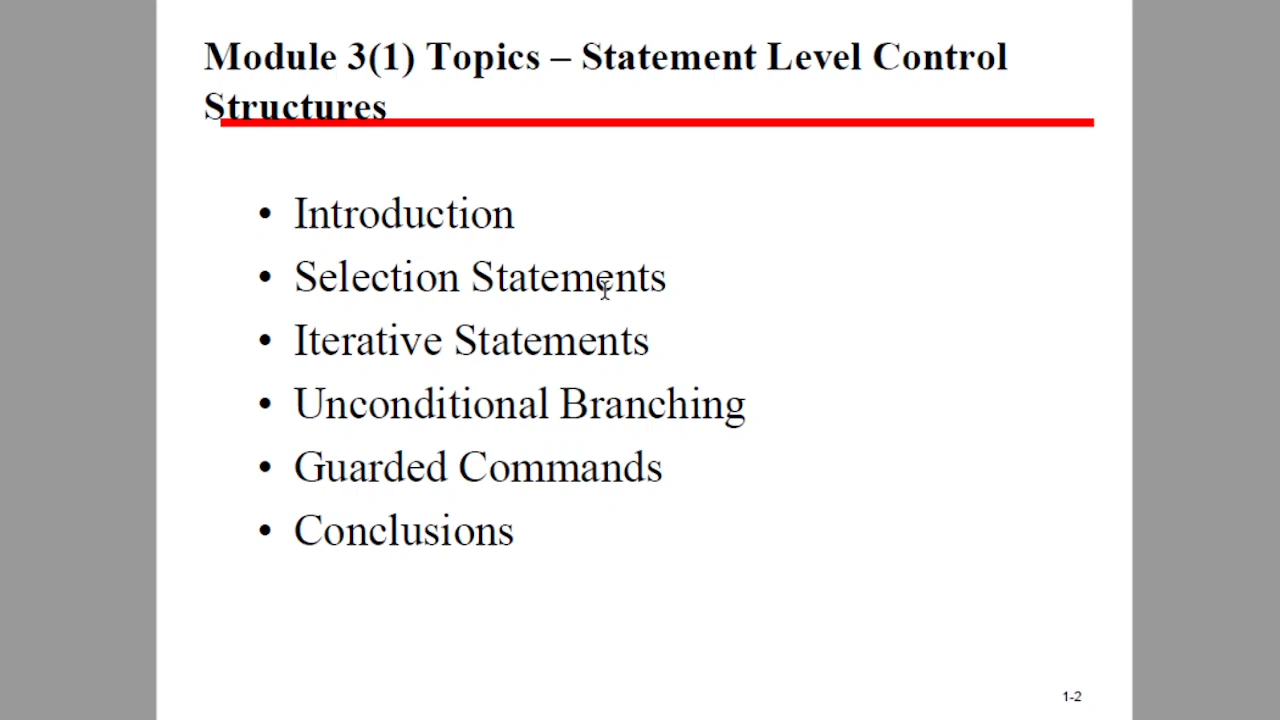 Module 3(1) Topics – Statement Level Control
Structures
• Introduction
• Selection Statements
• Iterative Statements
• Unconditional Branching
• Guarded Commands
• Conclusions
1-2